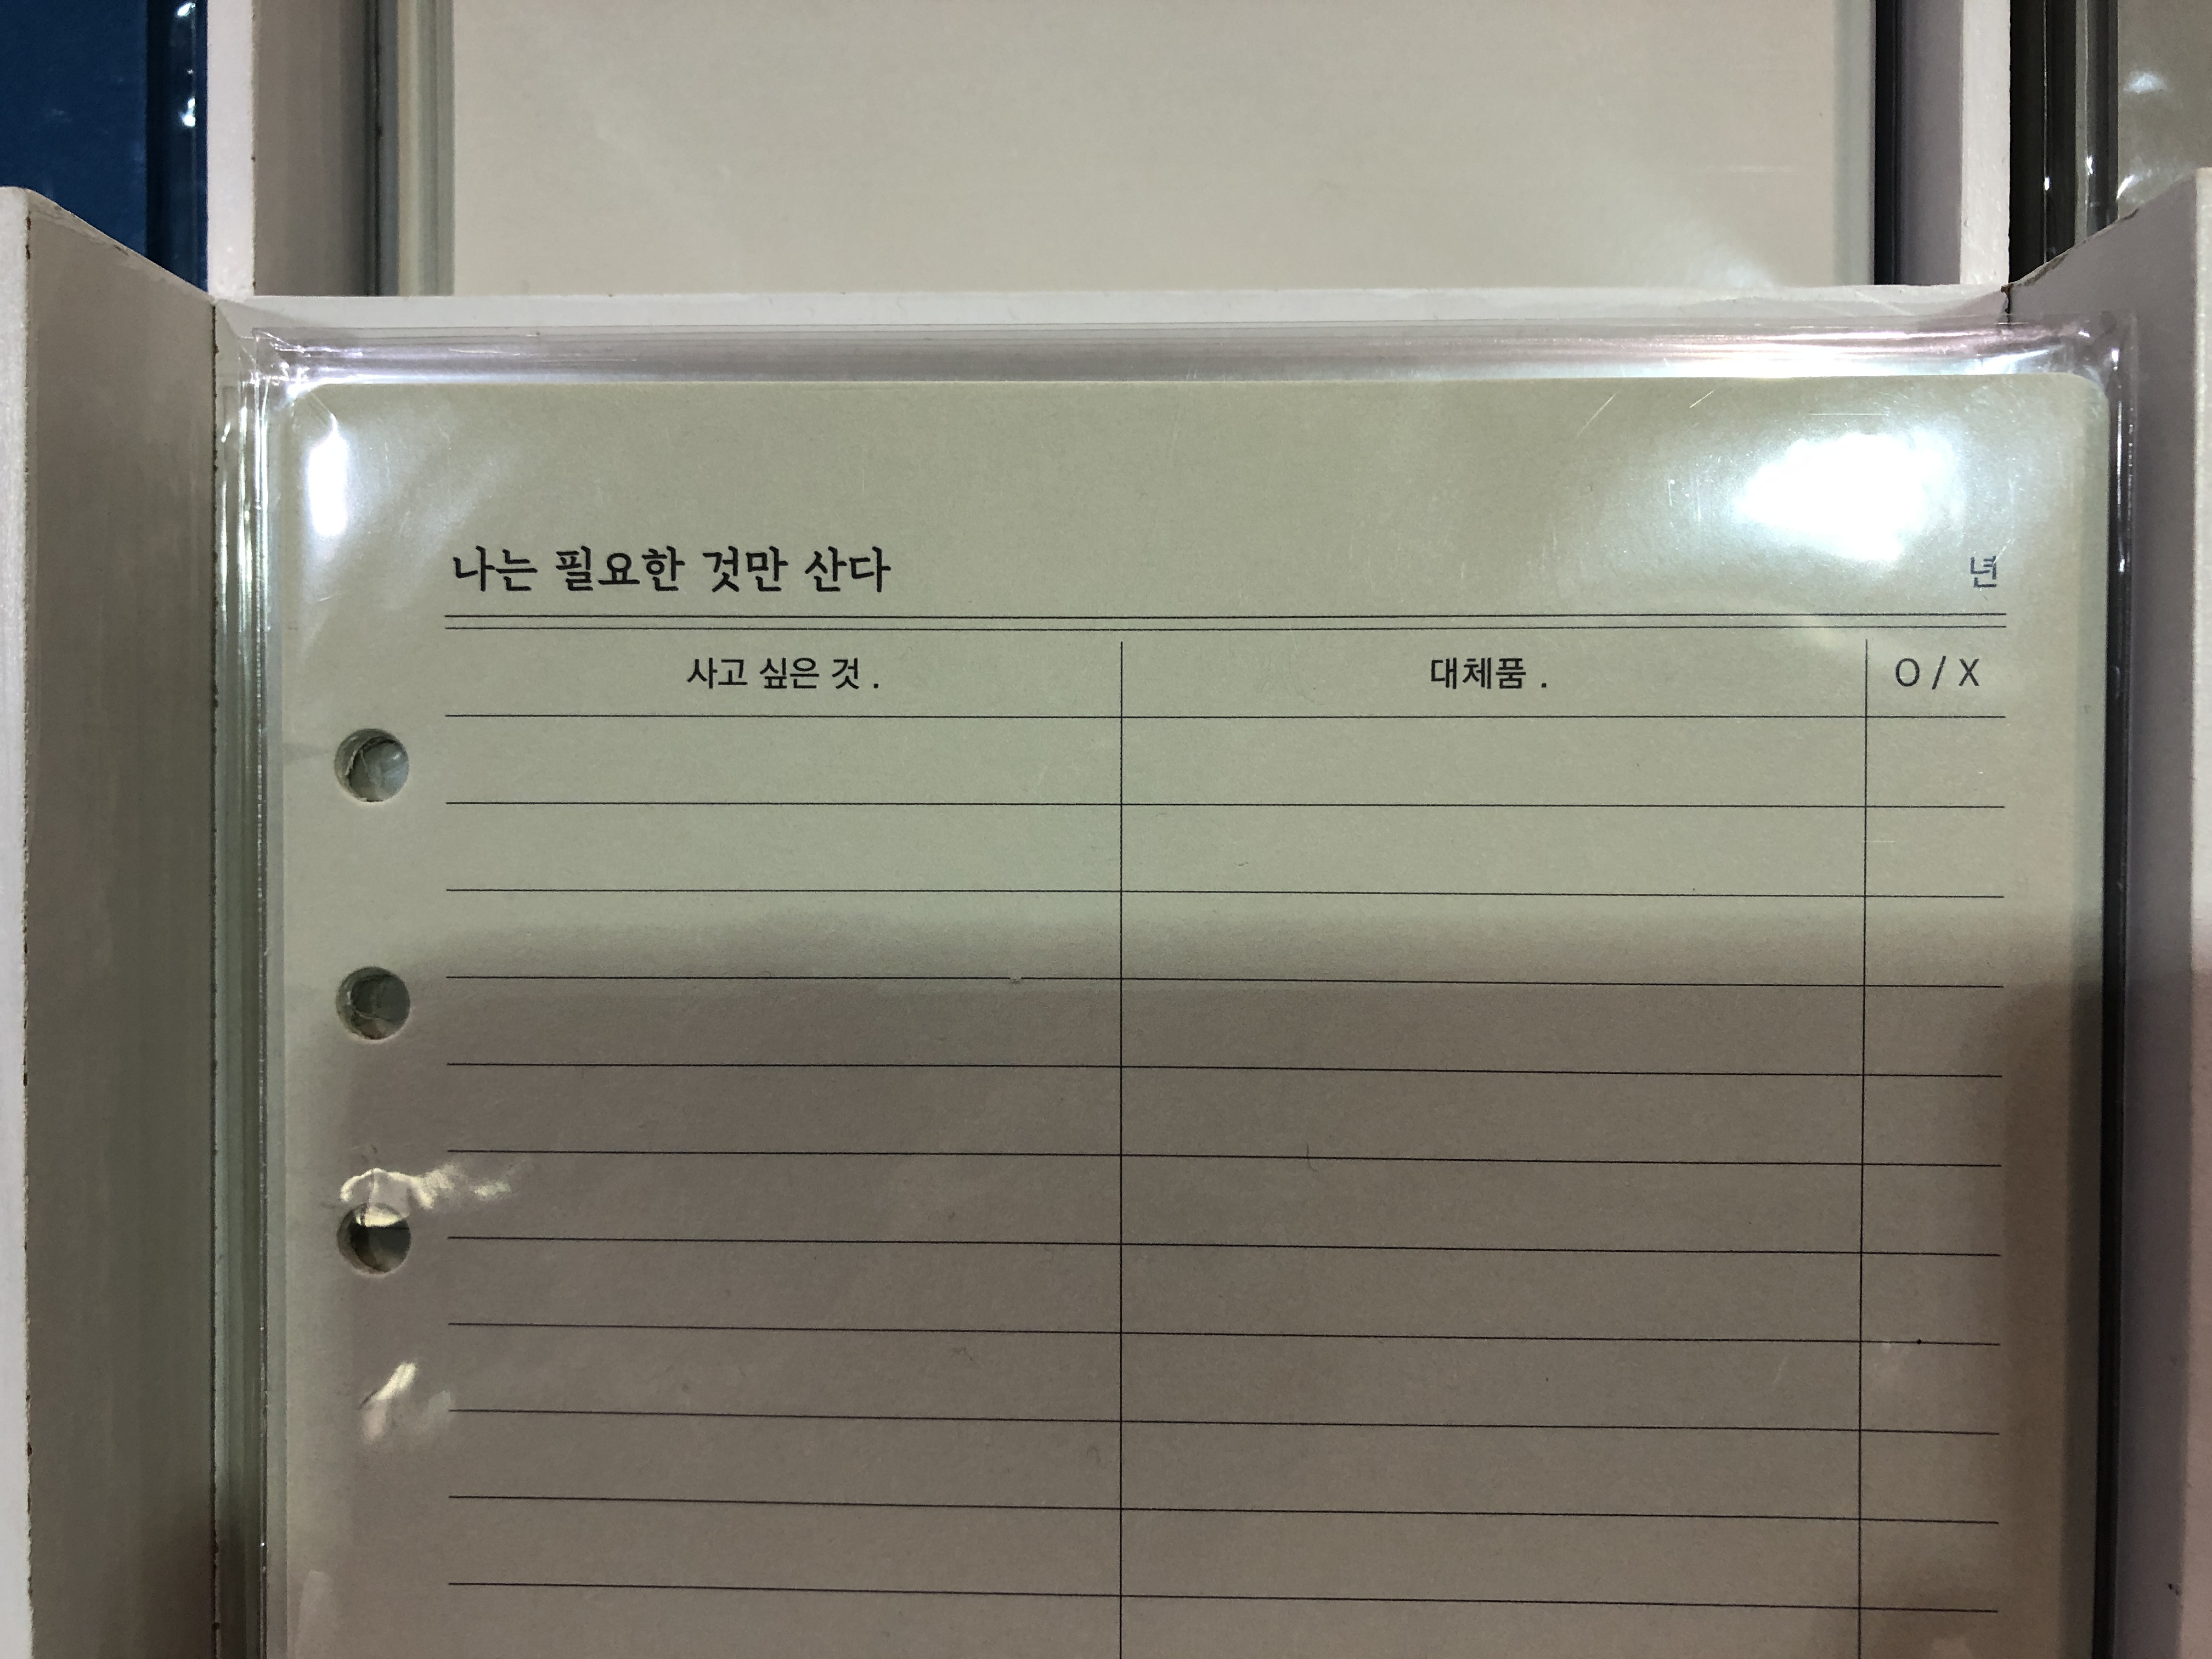 나는 필요한 것만 산다 년
사고 싶은 것 . 대체품 . O / X